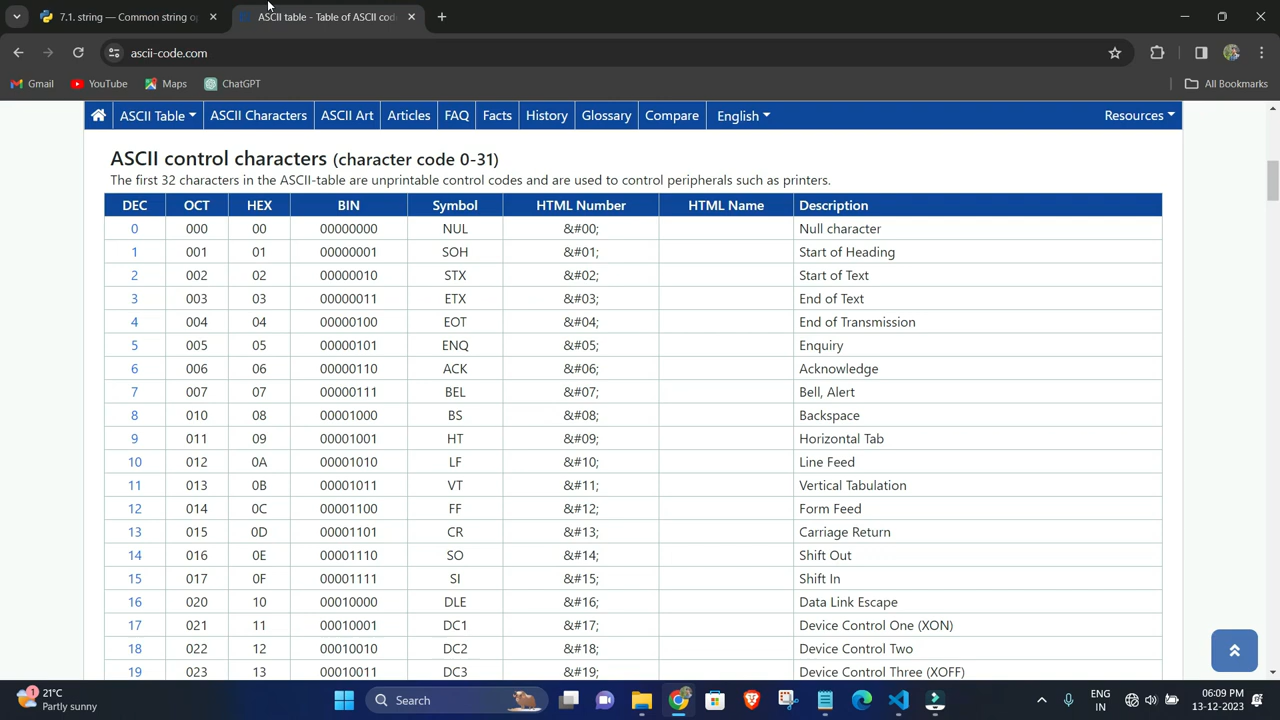 7.1. string — Common string op
ASCII table - Table of ASCII cod
ascii-code.com
Gmail
YouTube
Maps
ChatGPT
All Bookmarks
ASCII Table
ASCII Characters
ASCII Art
Articles
FAQ
Facts
History
Glossary
Compare
English
Resources
ASCII control characters (character code 0-31)
The first 32 characters in the ASCII-table are unprintable control codes and are used to control peripherals such as printers.
DEC OCT HEX BIN Symbol HTML Number HTML Name Description
0 000 00 00000000 NUL &#00; Null character
1 001 01 00000001 SOH &#01; Start of Heading
2 002 02 00000010 STX &#02; Start of Text
3 003 03 00000011 ETX &#03; End of Text
4 004 04 00000100 EOT &#04; End of Transmission
5 005 05 00000101 ENQ &#05; Enquiry
6 006 06 00000110 ACK &#06; Acknowledge
7 007 07 00000111 BEL &#07; Bell, Alert
8 010 08 00001000 BS &#08; Backspace
9 011 09 00001001 HT &#09; Horizontal Tab
10 012 0A 00001010 LF &#10; Line Feed
11 013 0B 00001011 VT &#11; Vertical Tabulation
12 014 0C 00001100 FF &#12; Form Feed
13 015 0D 00001101 CR &#13; Carriage Return
14 016 0E 00001110 SO &#14; Shift Out
15 017 0F 00001111 SI &#15; Shift In
16 020 10 00010000 DLE &#16; Data Link Escape
17 021 11 00010001 DC1 &#17; Device Control One (XON)
18 022 12 00010010 DC2 &#18; Device Control Two
19 023 13 00010011 DC3 &#19; Device Control Three (XOFF)
1
21°C
Partly sunny
Search
ENG
IN
06:09 PM
13-12-2023